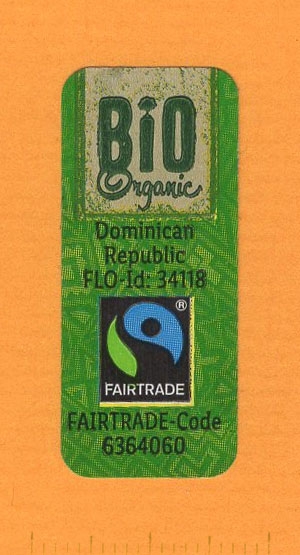 BiO
Organic
Dominican
Republic
FLO-Id: 34118
®
FAIRTRADE
FAIRTRADE-Code
6364060